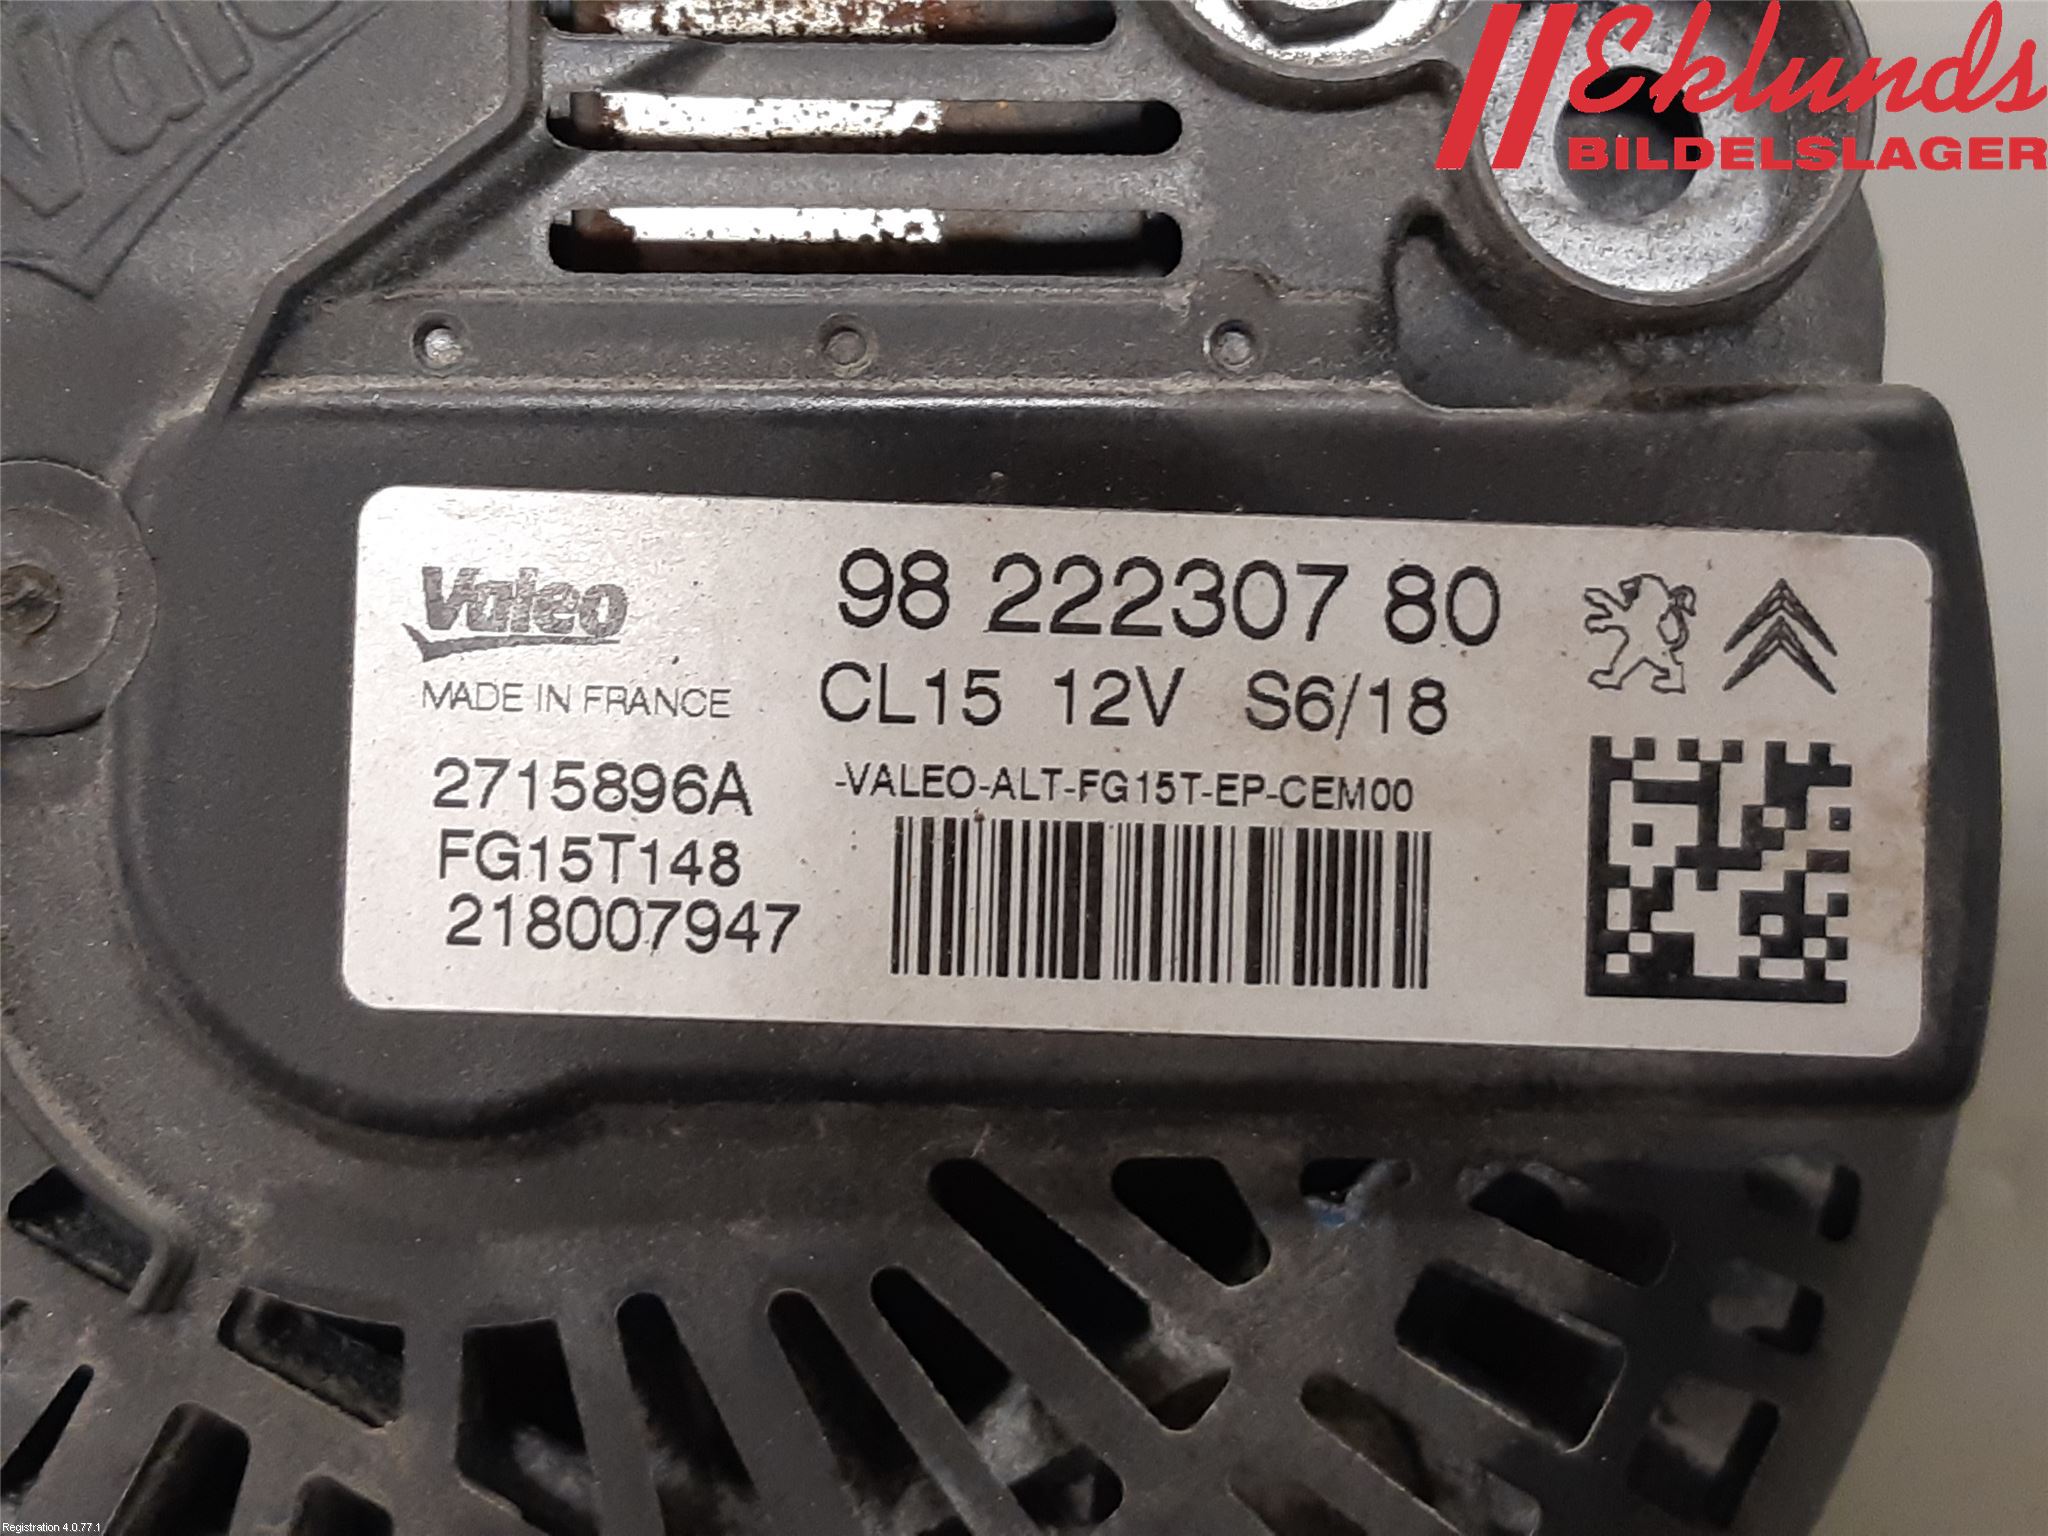 Valeo
Eklunds
BILDELSLAGER
Valeo
98 222307 80
MADE IN FRANCE
CL15 12V S6/18
2715896A
-VALEO-ALT-FG15T-EP-CEM00
FG15T148
218007947
Registration 4.0.77.1